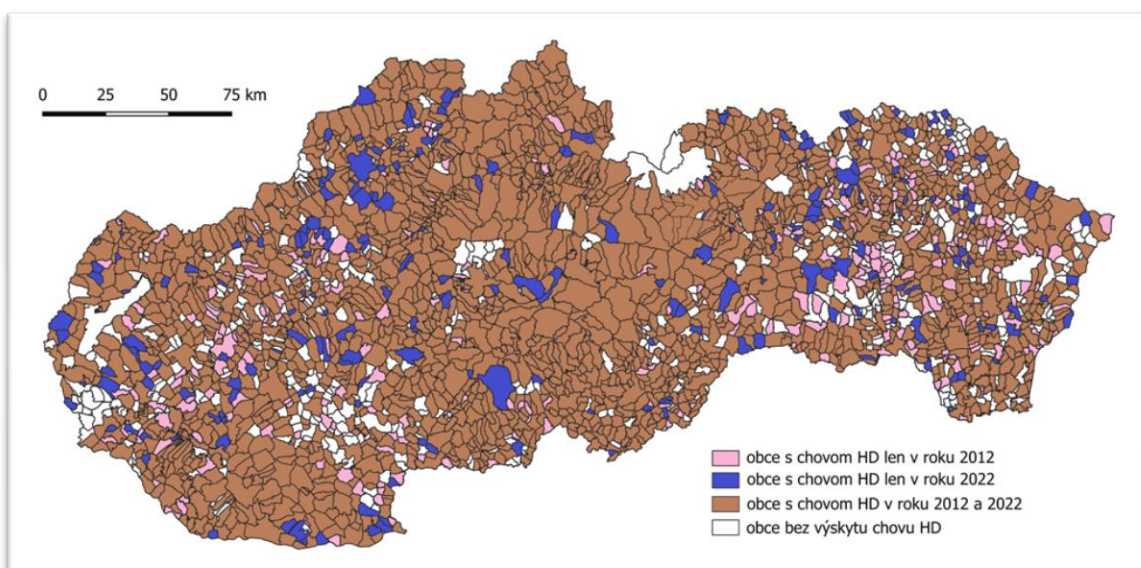 0 25 50 75 km
obce s chovom HD len v roku 2012
obce s chovom HD len v roku 2022
obce s chovom HD v roku 2012 a 2022
obce bez výskytu chovu HD